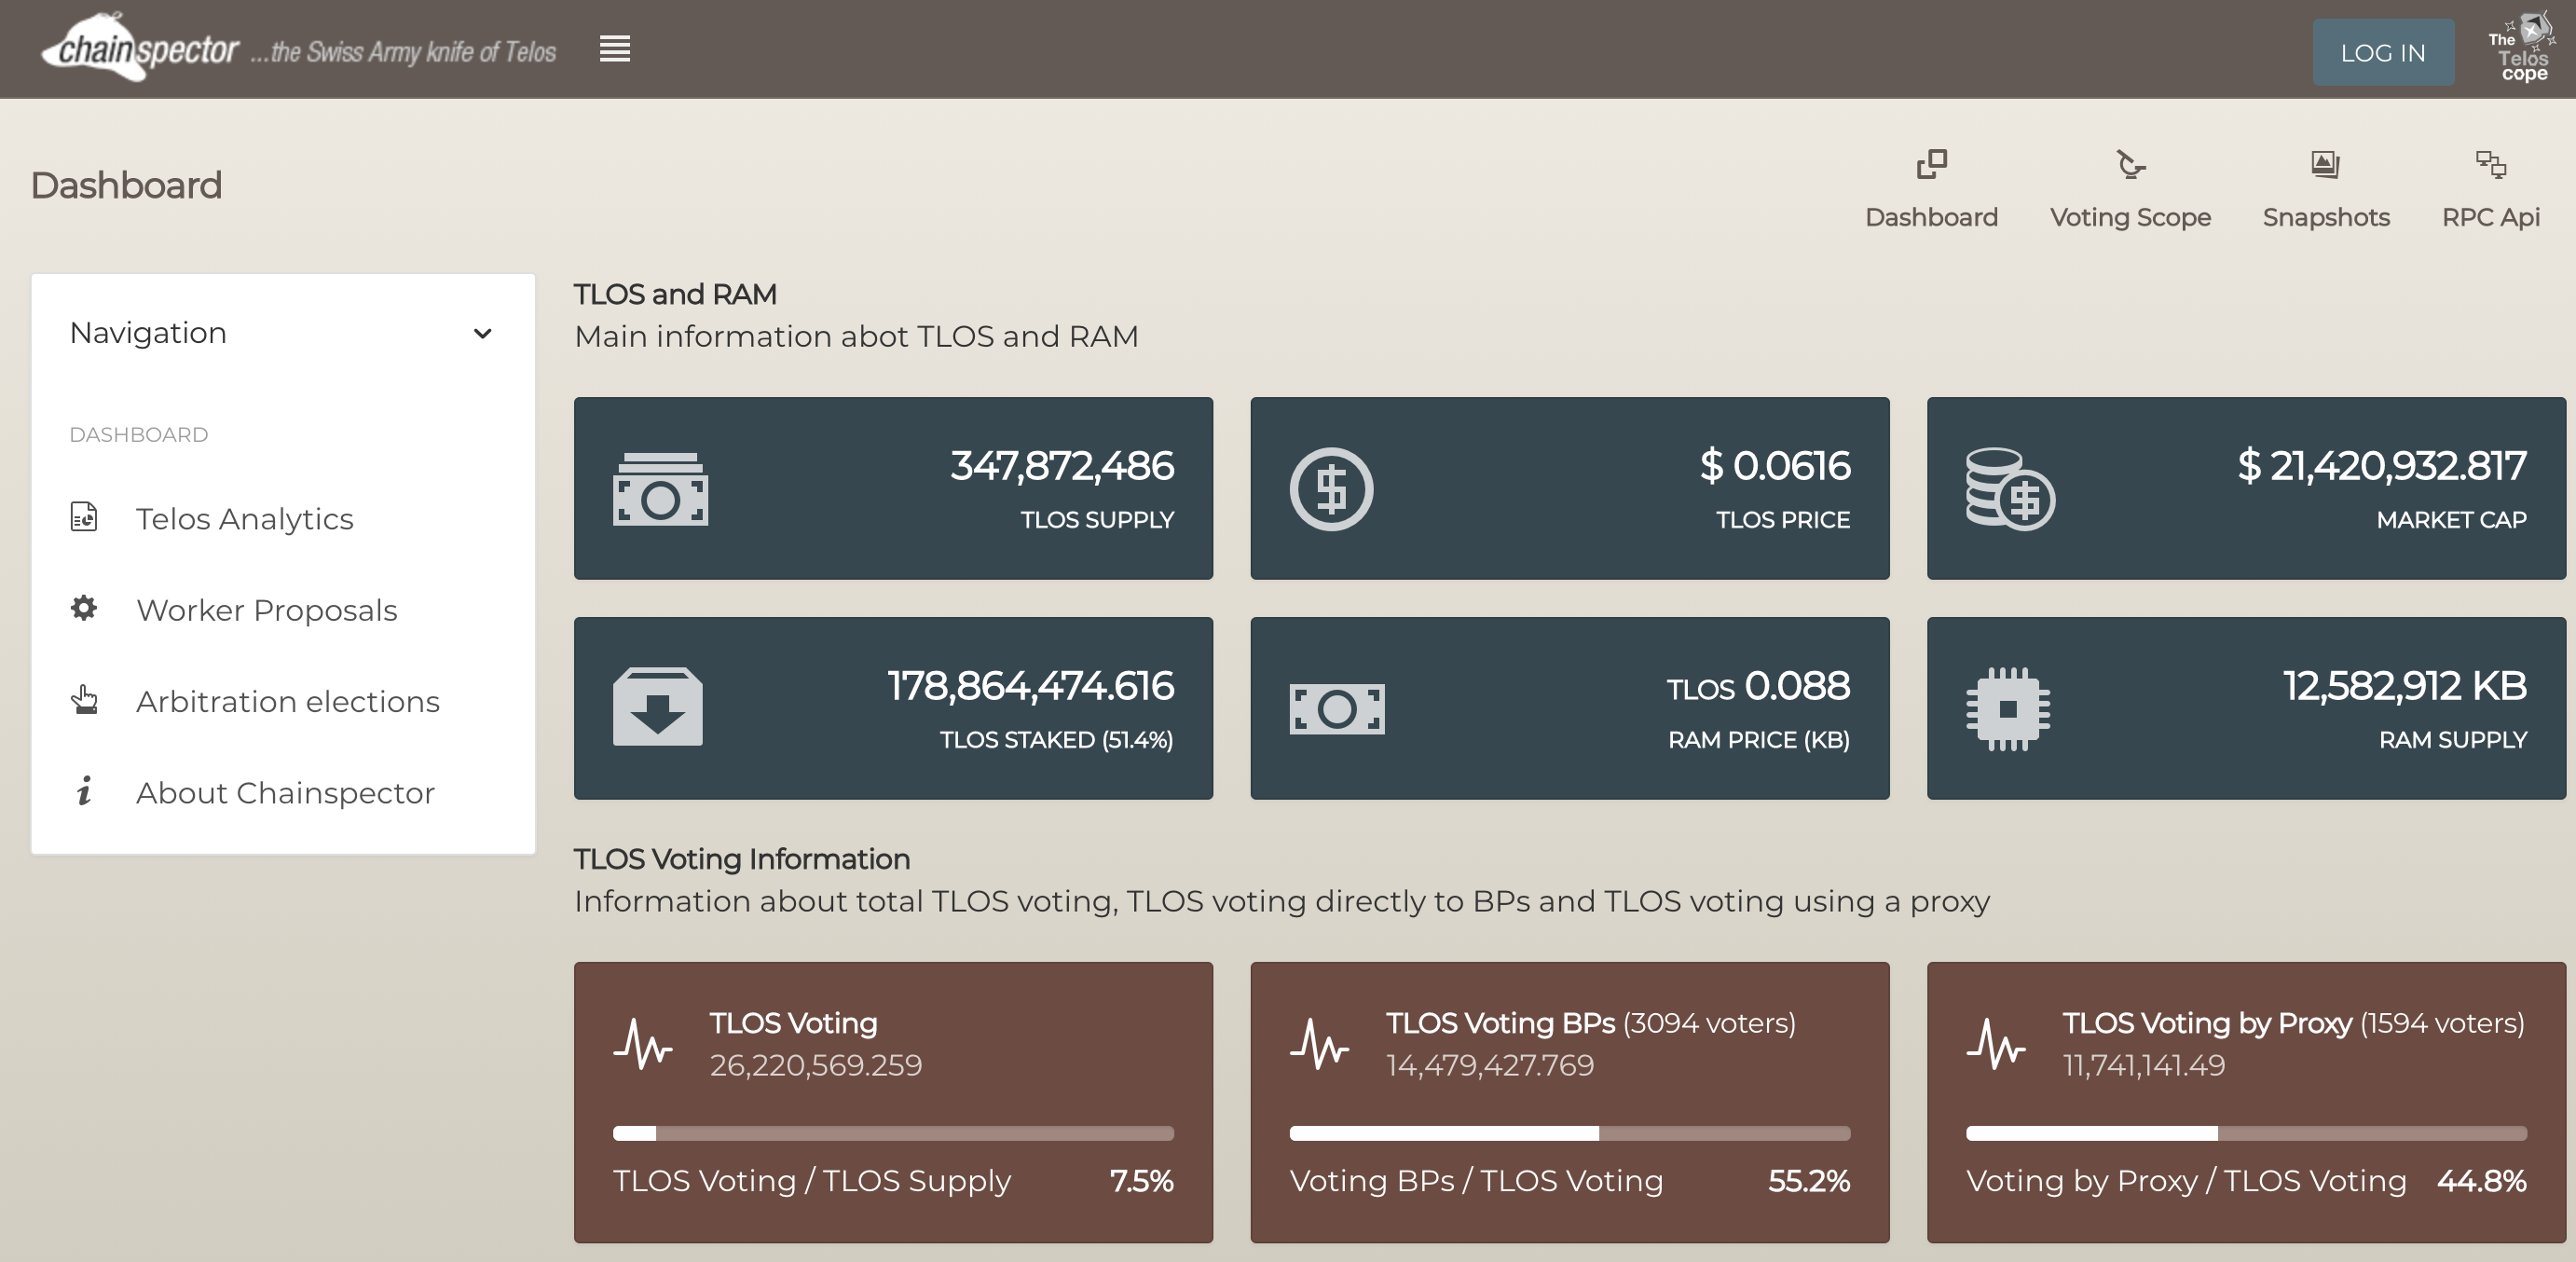 chainspector ...the Swiss Army knife of Telos
LOG IN
The
Telos
cope
Dashboard
Dashboard
Voting Scope
Snapshots
RPC Api
Navigation
DASHBOARD
Telos Analytics
Worker Proposals
Arbitration elections
About Chainspector
TLOS and RAM
Main information abot TLOS and RAM
347,872,486
TLOS SUPPLY
$ 0.0616
TLOS PRICE
$ 21,420,932.817
MARKET CAP
178,864,474.616
TLOS STAKED (51.4%)
TLOS 0.088
RAM PRICE (KB)
12,582,912 KB
RAM SUPPLY
TLOS Voting Information
Information about total TLOS voting, TLOS voting directly to BPs and TLOS voting using a proxy
TLOS Voting
26,220,569.259
TLOS Voting / TLOS Supply 7.5%
TLOS Voting BPs (3094 voters)
14,479,427.769
Voting BPs / TLOS Voting 55.2%
TLOS Voting by Proxy (1594 voters)
11,741,141.49
Voting by Proxy / TLOS Voting 44.8%